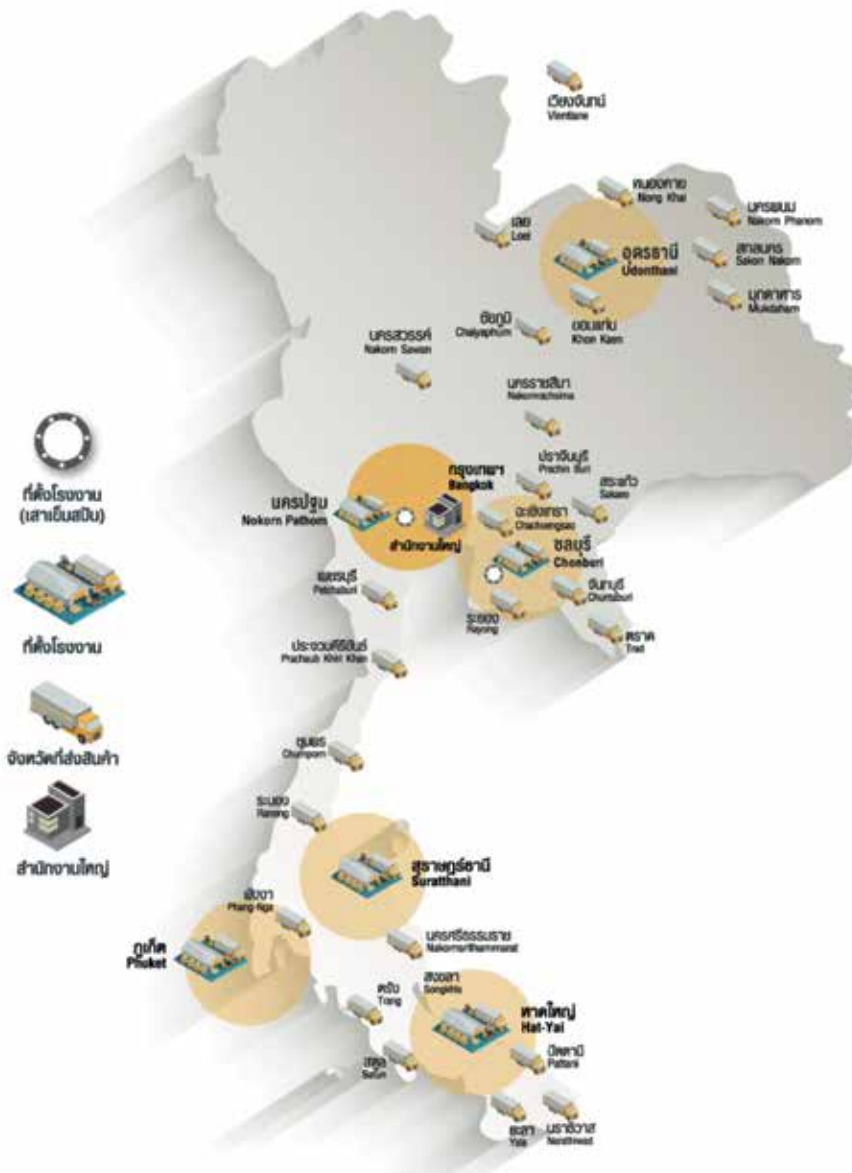 เวียงจันทน์
Vientiane
หนองคาย
Nong Khai
นครพนม
Nakorn Phanom
เลย
Loei
อุดรธานี
Udonthani
สกลนคร
Sakon Nakorn
มุกดาหาร
Mukdaharn
ชัยภูมิ
Chaiyaphum
ขอนแก่น
Khon Kaen
นครสวรรค์
Nakorn Sawan
นครราชสีมา
Nakornrachsima
ปราจีนบุรี
Prachin Buri
สระแก้ว
Sakaeo
กรุงเทพฯ
Bangkok
นครปฐม
Nokorn Pathom
สำนักงานใหญ่
ฉะเชิงเทรา
Chachoengsao
ชลบุรี
Chonburi
ที่ตั้งโรงงาน
(เสาเข็มสปัน)
เพชรบุรี
Petchaburi
ระยอง
Rayong
จันทบุรี
Chuntaburi
ตราด
Trad
ที่ตั้งโรงงาน
ประจวบคีรีขันธ์
Prachaub Khiri Khan
จังหวัดที่ส่งสินค้า
ชุมพร
Chumporn
ระนอง
Ranong
สำนักงานใหญ่
สุราษฎร์ธานี
Suratthani
พังงา
Phang-Nga
ภูเก็ต
Phuket
นครศรีธรรมราช
Nakornsrithammarat
ตรัง
Trang
สงขลา
Songkhla
หาดใหญ่
Hat-Yai
สตูล
Satun
ปัตตานี
Pattani
ยะลา
Yala
นราธิวาส
Narathiwad